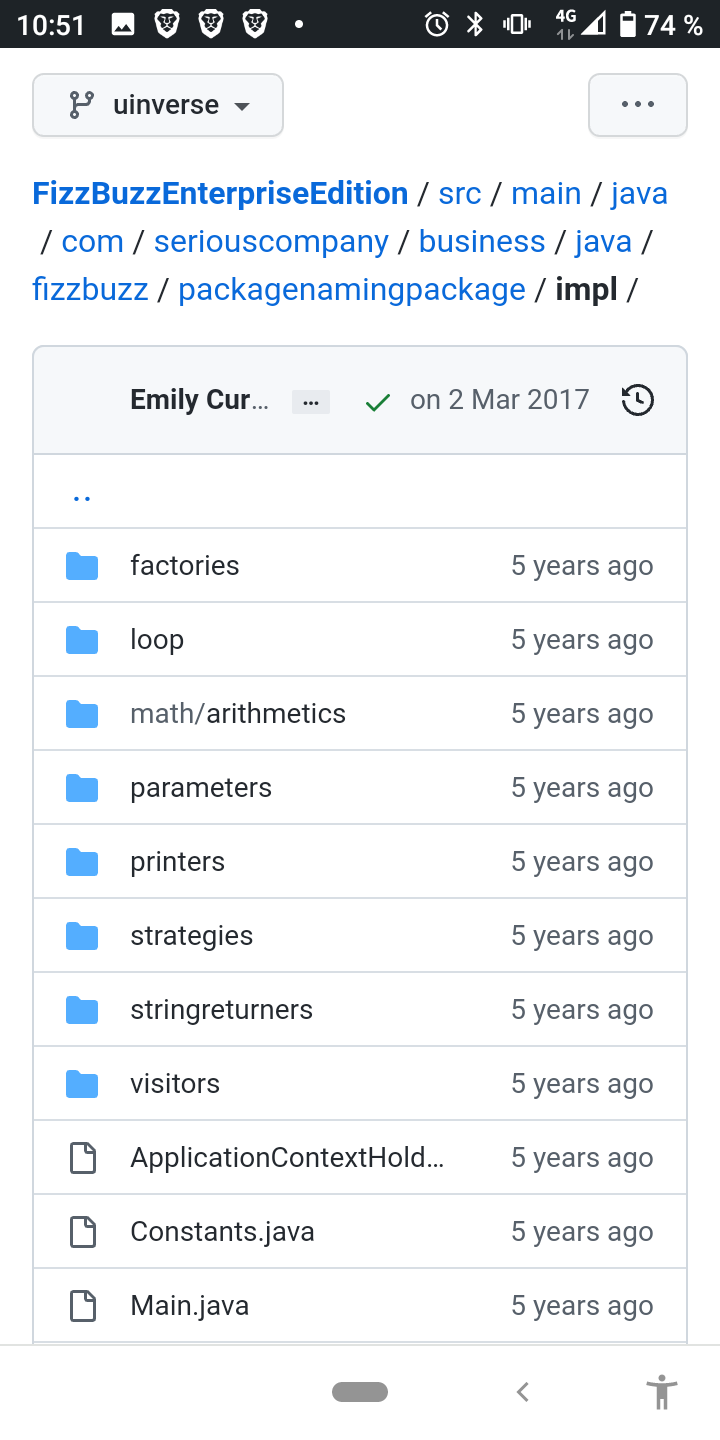 10:51 4G 74 %
uinverse ...
FizzBuzzEnterpriseEdition / src / main / java
/ com / seriouscompany / business / java /
fizzbuzz / packagenamingpackage / impl /
Emily Cur… … on 2 Mar 2017
..
factories 5 years ago
loop 5 years ago
math/arithmetics 5 years ago
parameters 5 years ago
printers 5 years ago
strategies 5 years ago
stringreturners 5 years ago
visitors 5 years ago
ApplicationContextHold… 5 years ago
Constants.java 5 years ago
Main.java 5 years ago